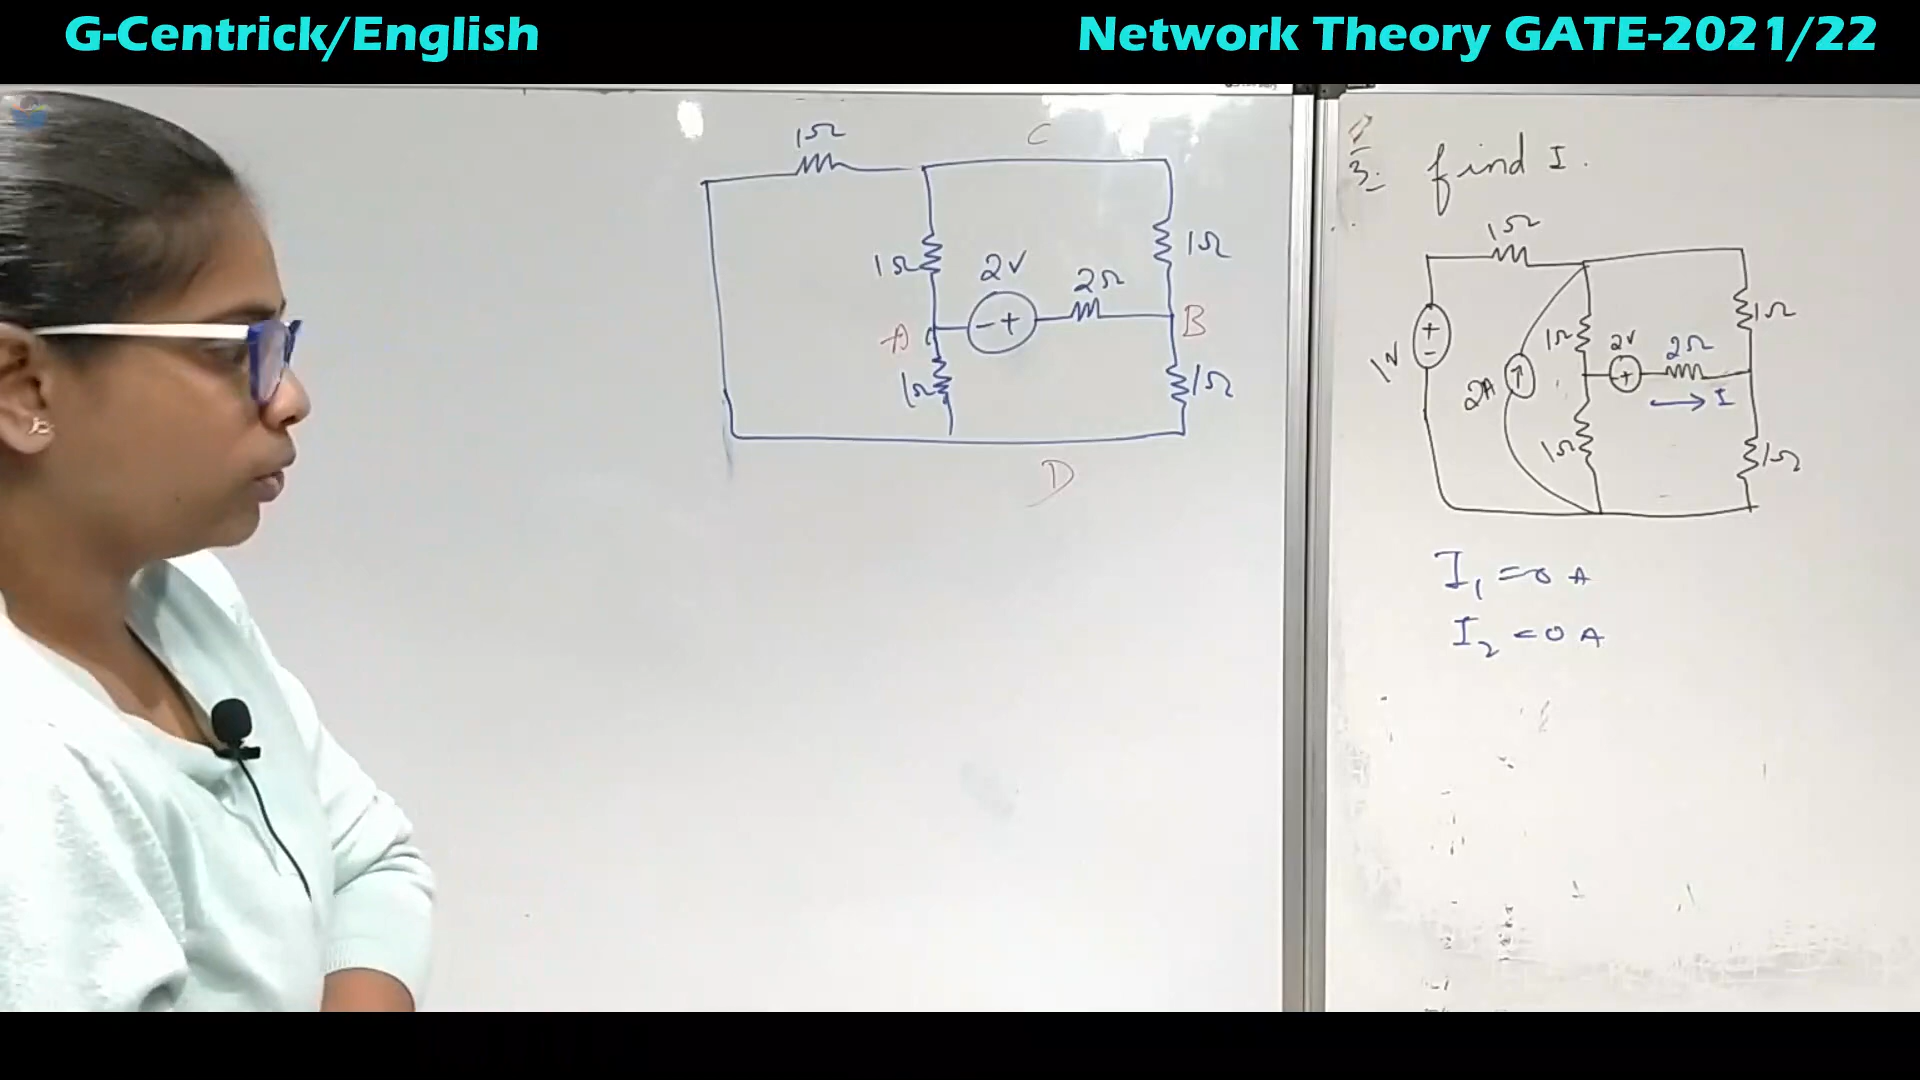 G-Centrick/English
Network Theory GATE-2021/22
1Ω
C
1Ω
2V
2Ω
1Ω
A
- +
B
1Ω
1Ω
D
3.
find I.
1Ω
1V
+
-
2A
1Ω
2V
+
2Ω
1Ω
I
1Ω
1Ω
I₁ = 0 A
I₂ = 0 A